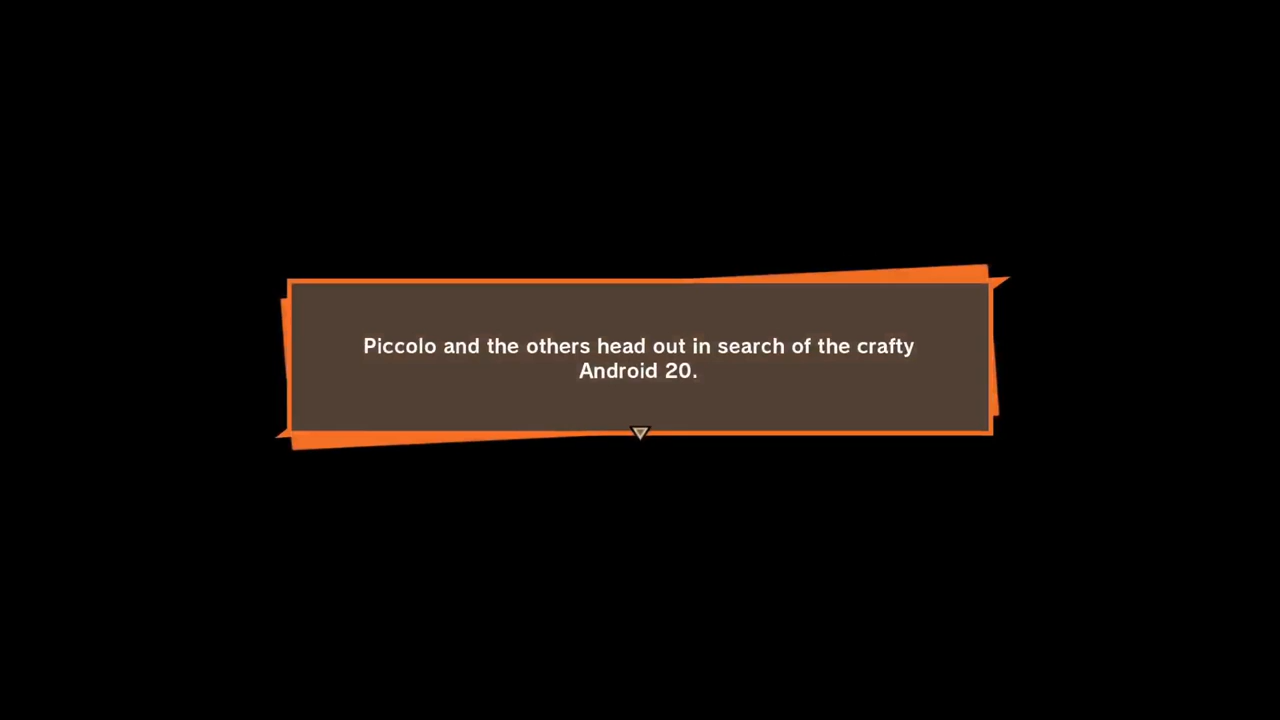 Piccolo and the others head out in search of the crafty
Android 20.